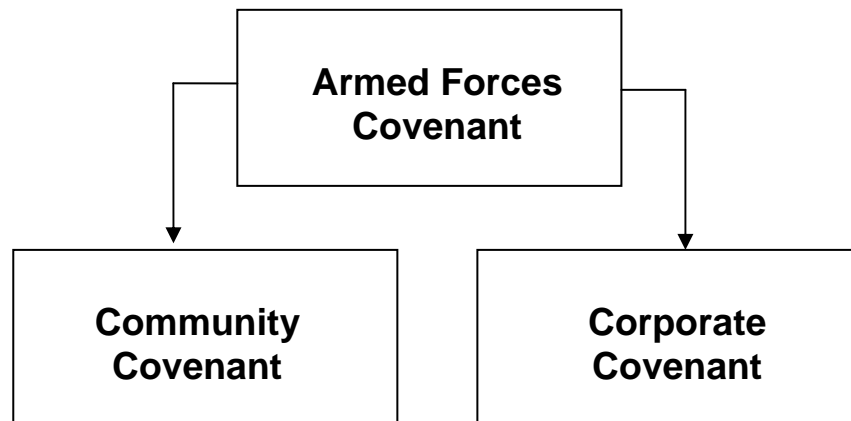 Armed Forces
Covenant
Community
Covenant
Corporate
Covenant